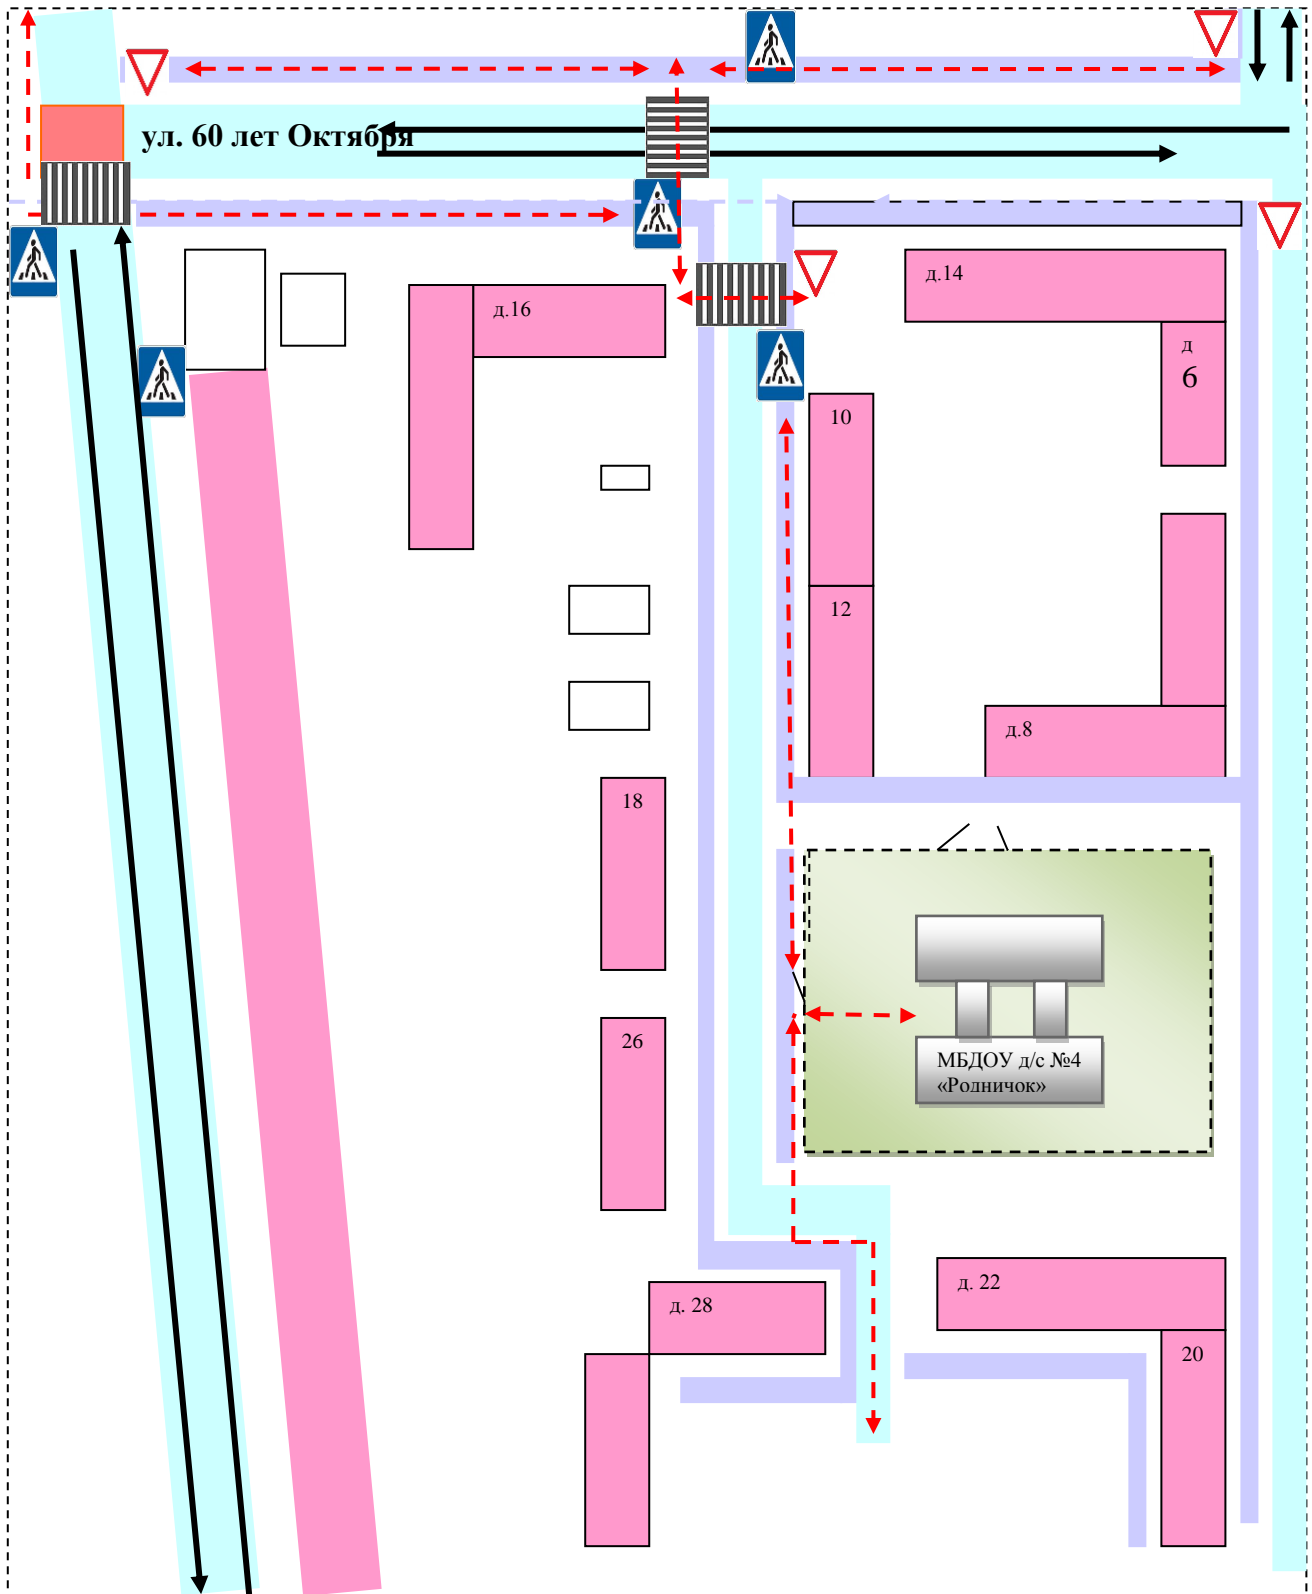 ул. 60 лет Октября
д.14
д.16
д
6
10
12
д.8
18
26
МБДОУ д/с №4
«Родничок»
д. 22
д. 28
20